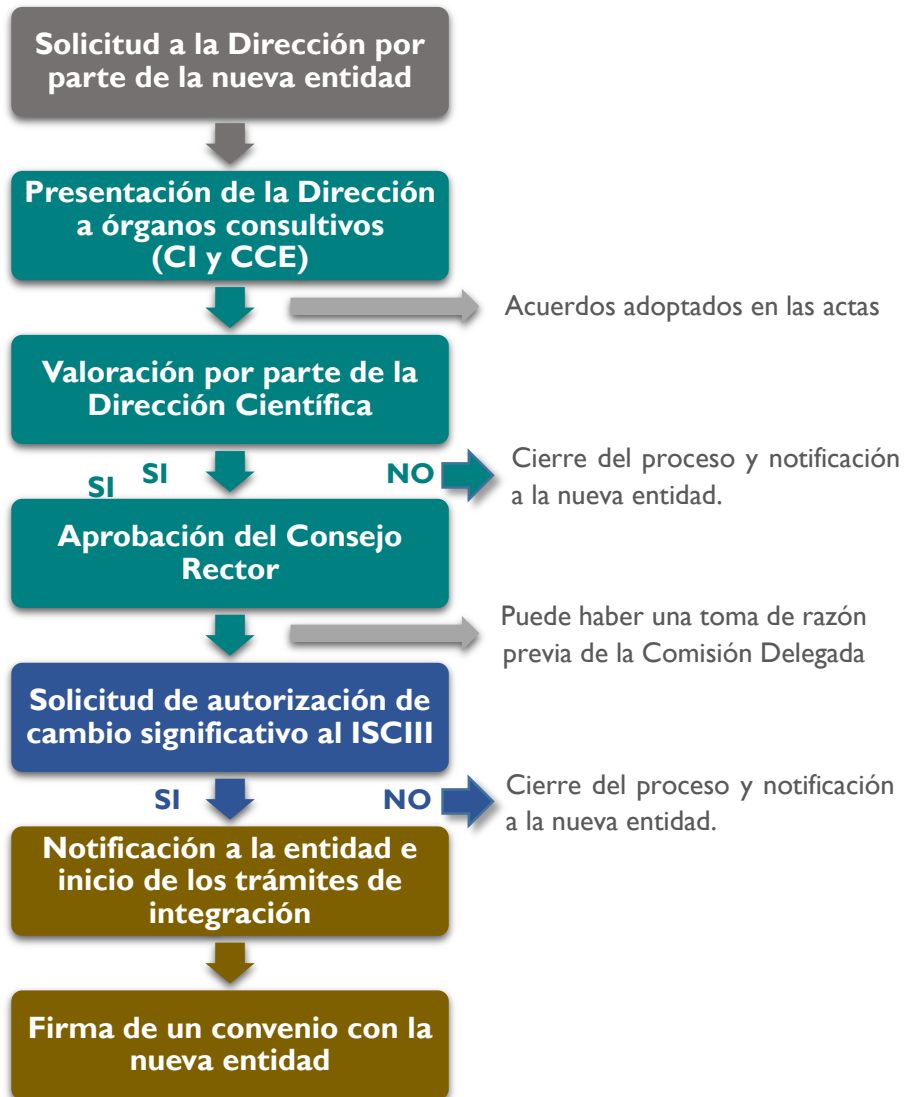 Solicitud a la Dirección por
parte de la nueva entidad
Presentación de la Dirección
a órganos consultivos
(CI y CCE)
Acuerdos adoptados en las actas
Valoración por parte de la
Dirección Científica
SI
SI
NO
Cierre del proceso y notificación
a la nueva entidad.
Aprobación del Consejo
Rector
Puede haber una toma de razón
previa de la Comisión Delegada
Solicitud de autorización de
cambio significativo al ISCIII
SI
NO
Cierre del proceso y notificación
a la nueva entidad.
Notificación a la entidad e
inicio de los trámites de
integración
Firma de un convenio con la
nueva entidad